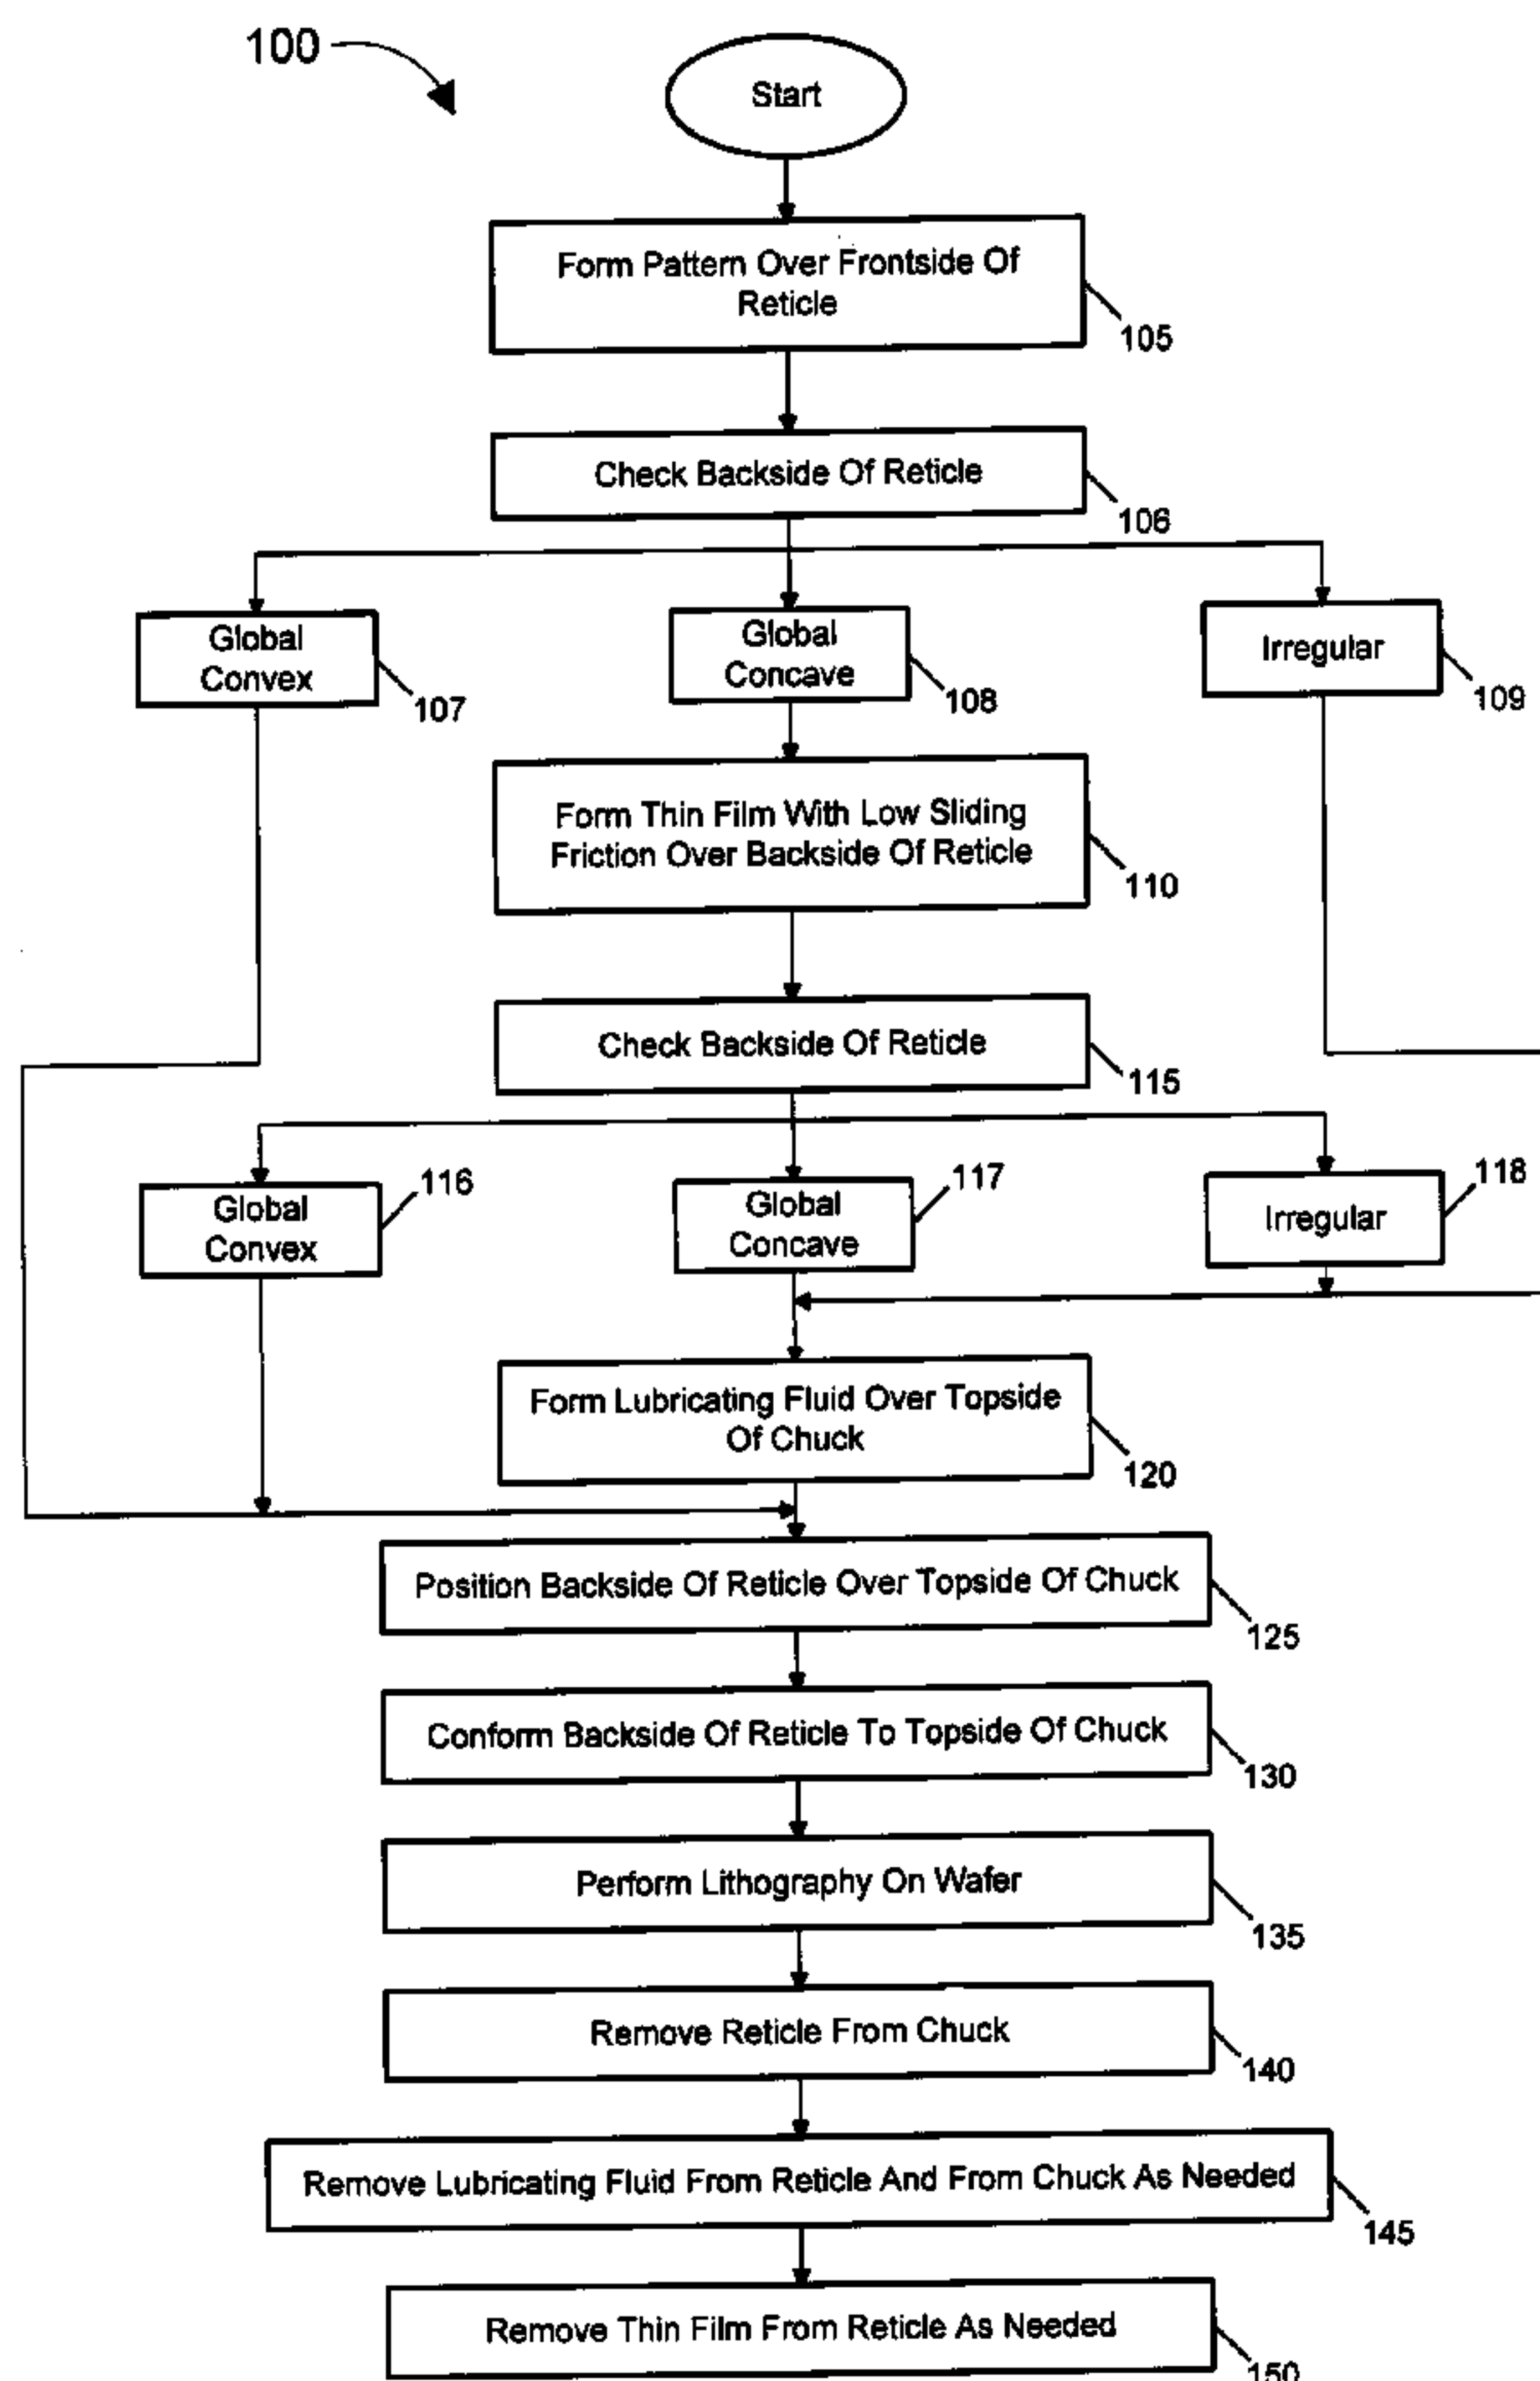 100
Start
Form Pattern Over Frontside Of
Reticle
105
Check Backside Of Reticle
106
Global
Convex
107
Global
Concave
108
Irregular
109
Form Thin Film With Low Sliding
Friction Over Backside Of Reticle
110
Check Backside Of Reticle
115
Global
Convex
116
Global
Concave
117
Irregular
118
Form Lubricating Fluid Over Topside
Of Chuck
120
Position Backside Of Reticle Over Topside Of Chuck
125
Conform Backside Of Reticle To Topside Of Chuck
130
Perform Lithography On Wafer
135
Remove Reticle From Chuck
140
Remove Lubricating Fluid From Reticle And From Chuck As Needed
145
Remove Thin Film From Reticle As Needed
150